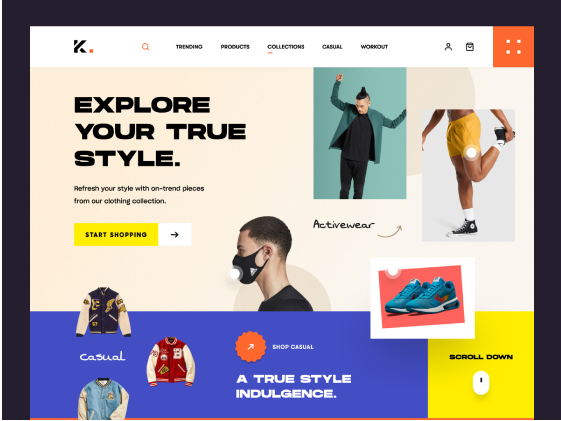 K.
TRENDING
PRODUCTS
COLLECTIONS
CASUAL
WORKOUT
EXPLORE
YOUR TRUE
STYLE.
Refresh your style with on-trend pieces
from our clothing collection.
START SHOPPING
Activewear
casual
SHOP CASUAL
A TRUE STYLE
INDULGENCE.
SCROLL DOWN